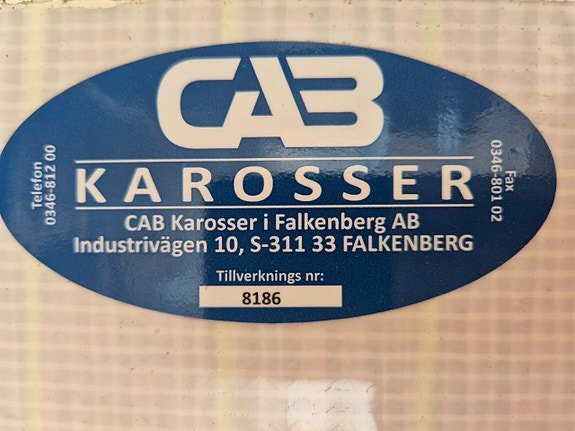 CAB
KAROSSER
CAB Karosser i Falkenberg AB
Industrivägen 10, S-311 33 FALKENBERG
Tillverknings nr:
8186
Telefon
0346-812 00
Fax
0346-801 02